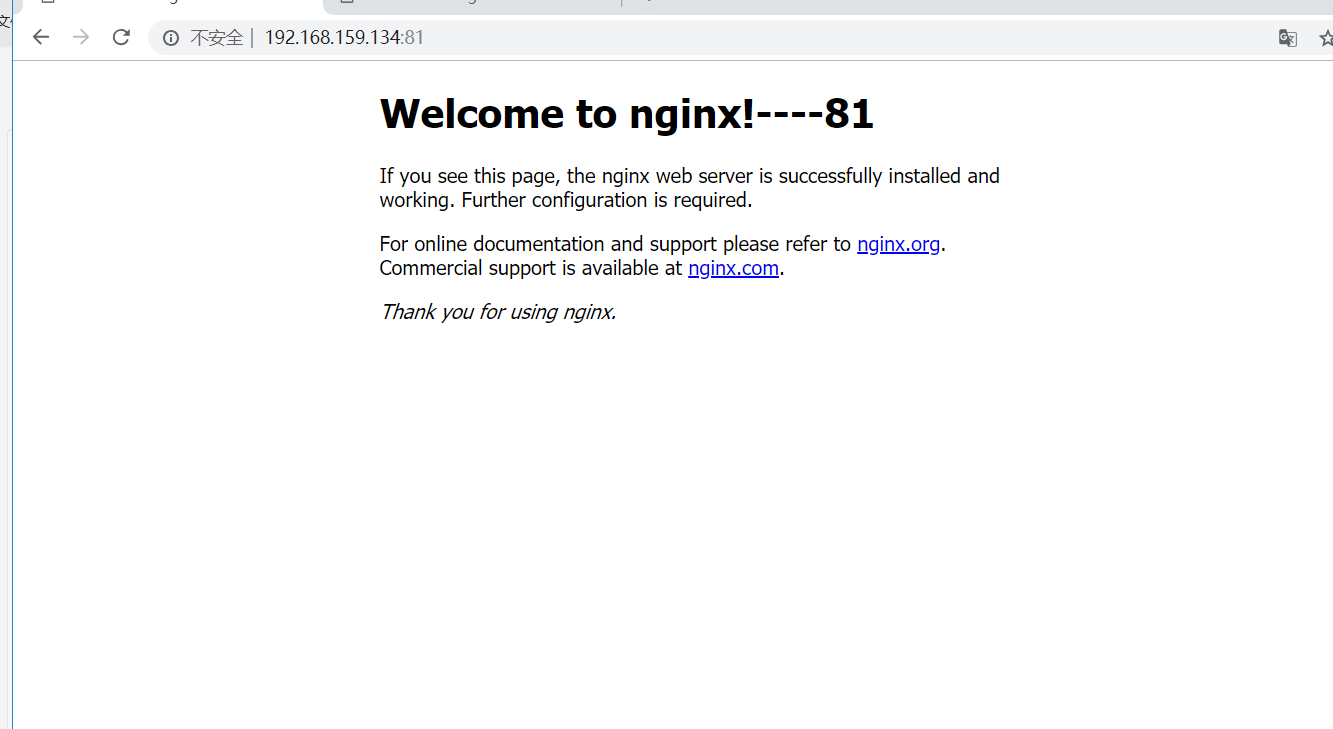 不安全 | 192.168.159.134:81
Welcome to nginx!----81
If you see this page, the nginx web server is successfully installed and
working. Further configuration is required.
For online documentation and support please refer to nginx.org.
Commercial support is available at nginx.com.
Thank you for using nginx.